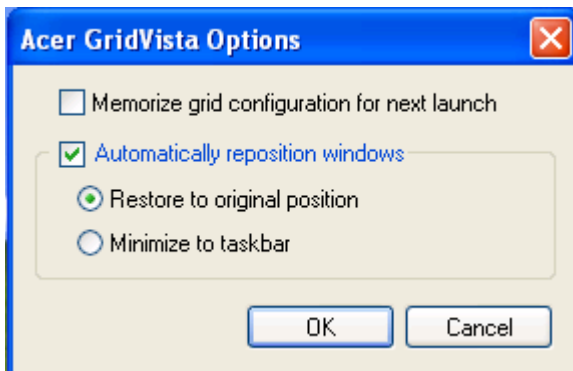 Acer GridVista Options
Memorize grid configuration for next launch
Automatically reposition windows
Restore to original position
Minimize to taskbar
OK Cancel